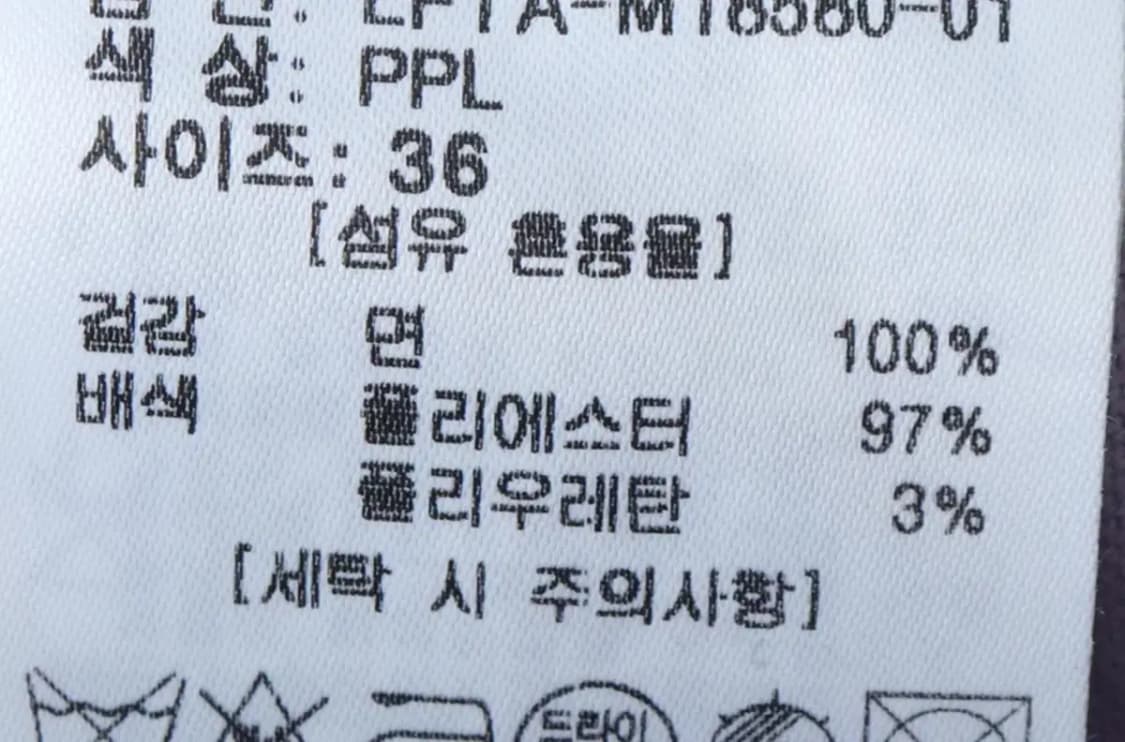 색 상: PPL
사이즈: 36
[섬유 혼용율]
겉감 면 100%
배색 폴리에스터 97%
폴리우레탄 3%
[세탁 시 주의사항]
드라이